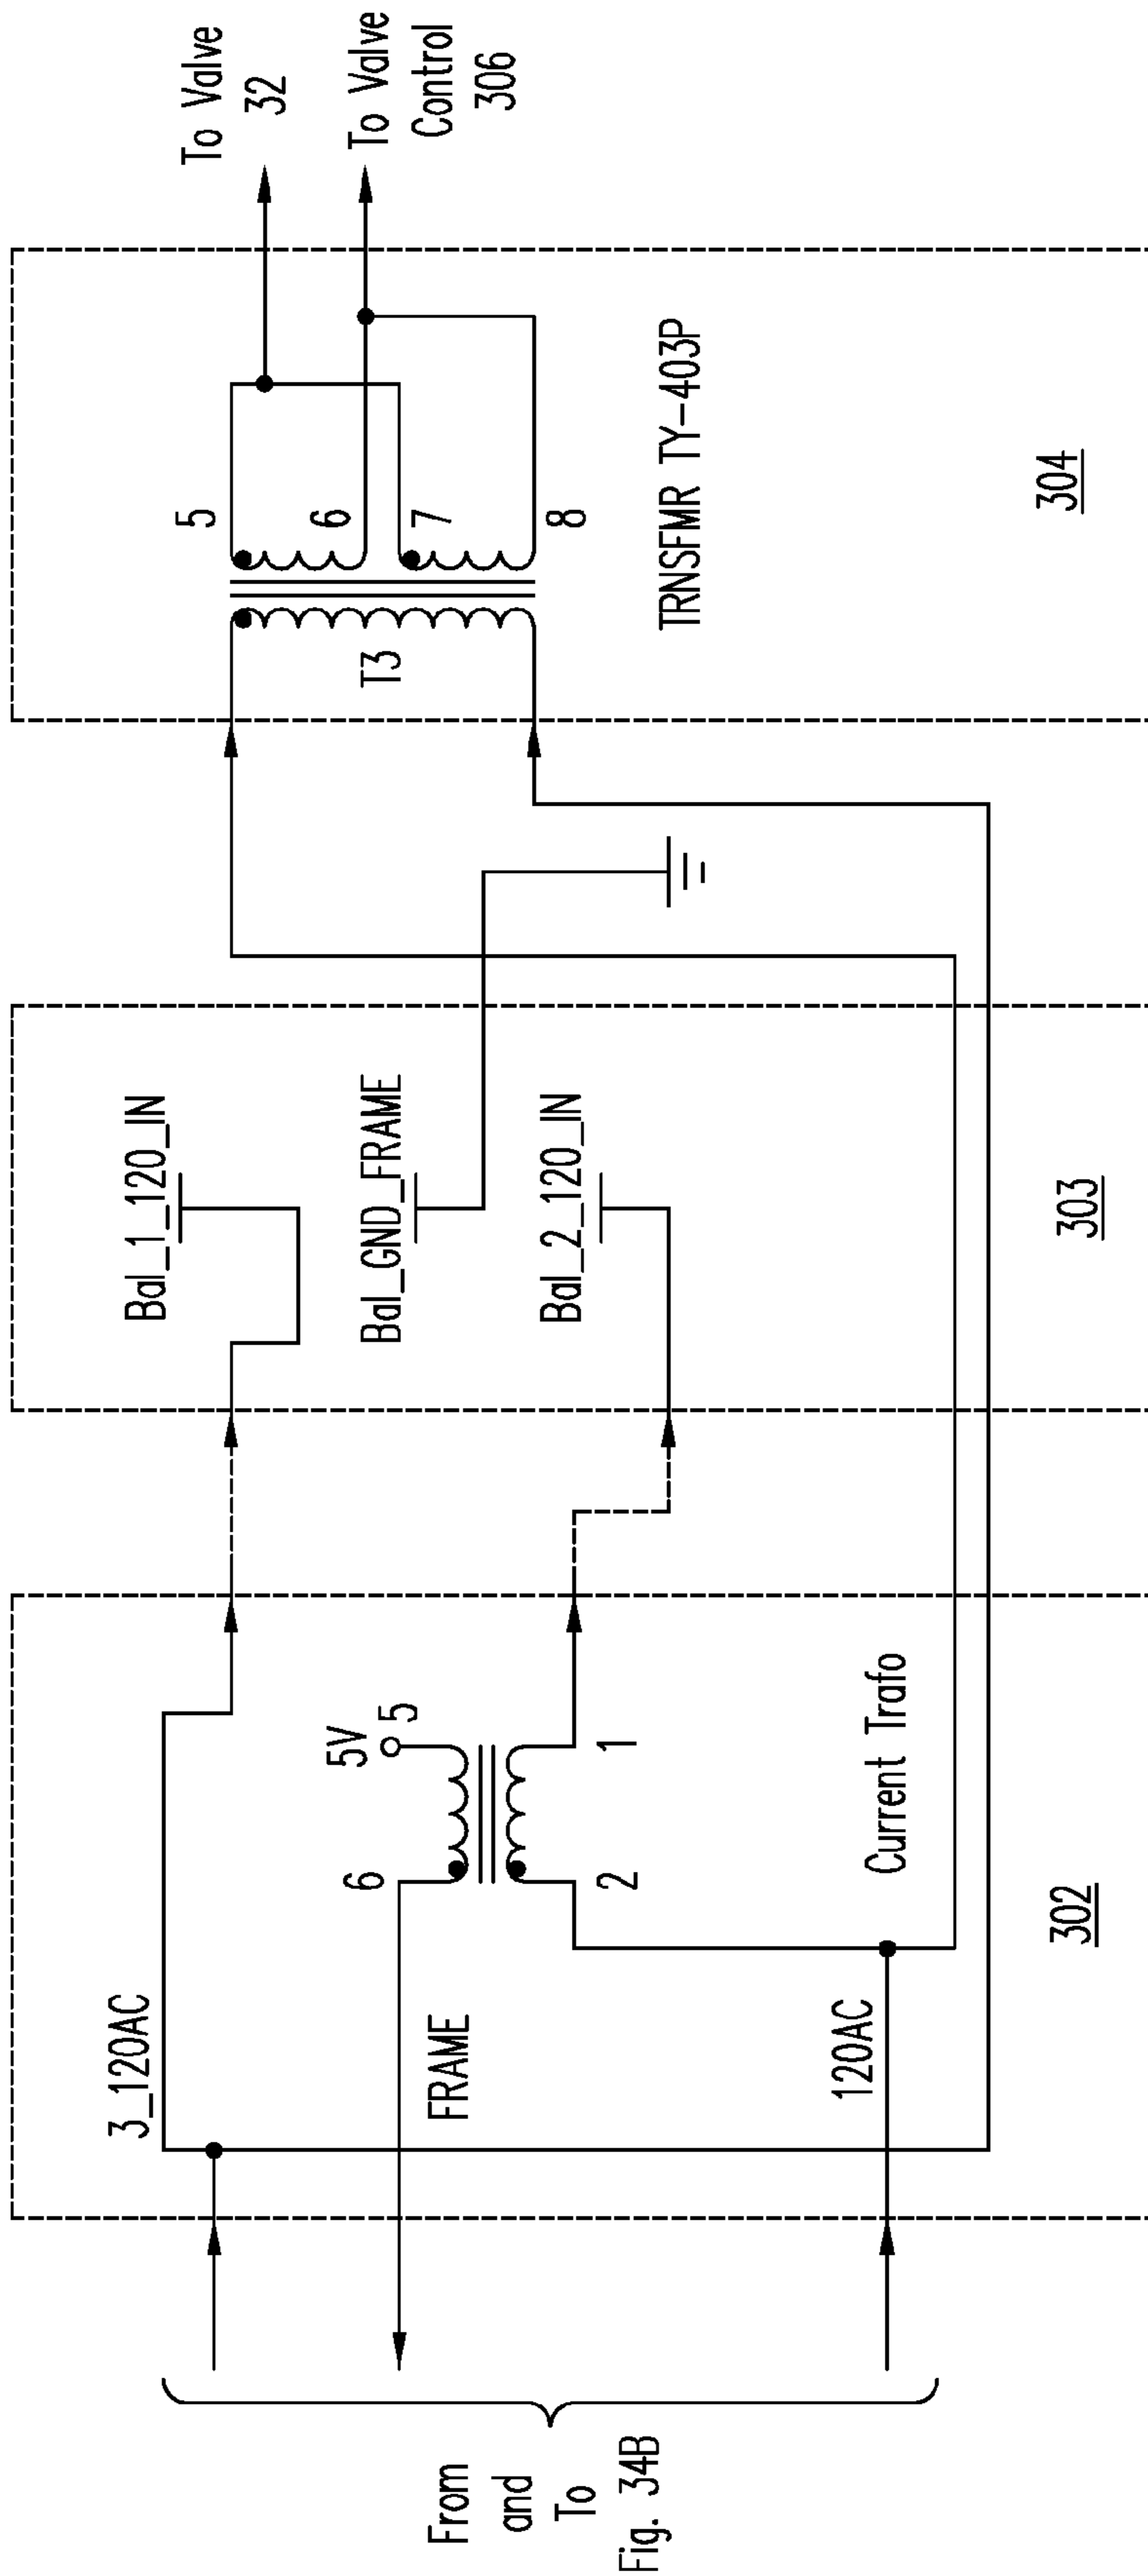 From
and
To
Fig. 34B
3_120AC
FRAME
120AC
6
5V
5
2
1
Current Trafo
302
Bal_1_120_IN
Bal_GND_FRAME
Bal_2_120_IN
303
T3
5
6
7
8
TRNSFMR TY-403P
304
To Valve
32
To Valve
Control
306